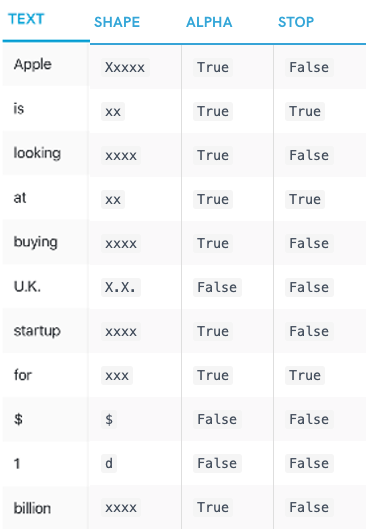 TEXT SHAPE ALPHA STOP
Apple Xxxxx True False
is xx True True
looking xxxx True False
at xx True True
buying xxxx True False
U.K. X.X. False False
startup xxxx True False
for xxx True True
$ $ False False
1 d False False
billion xxxx True False